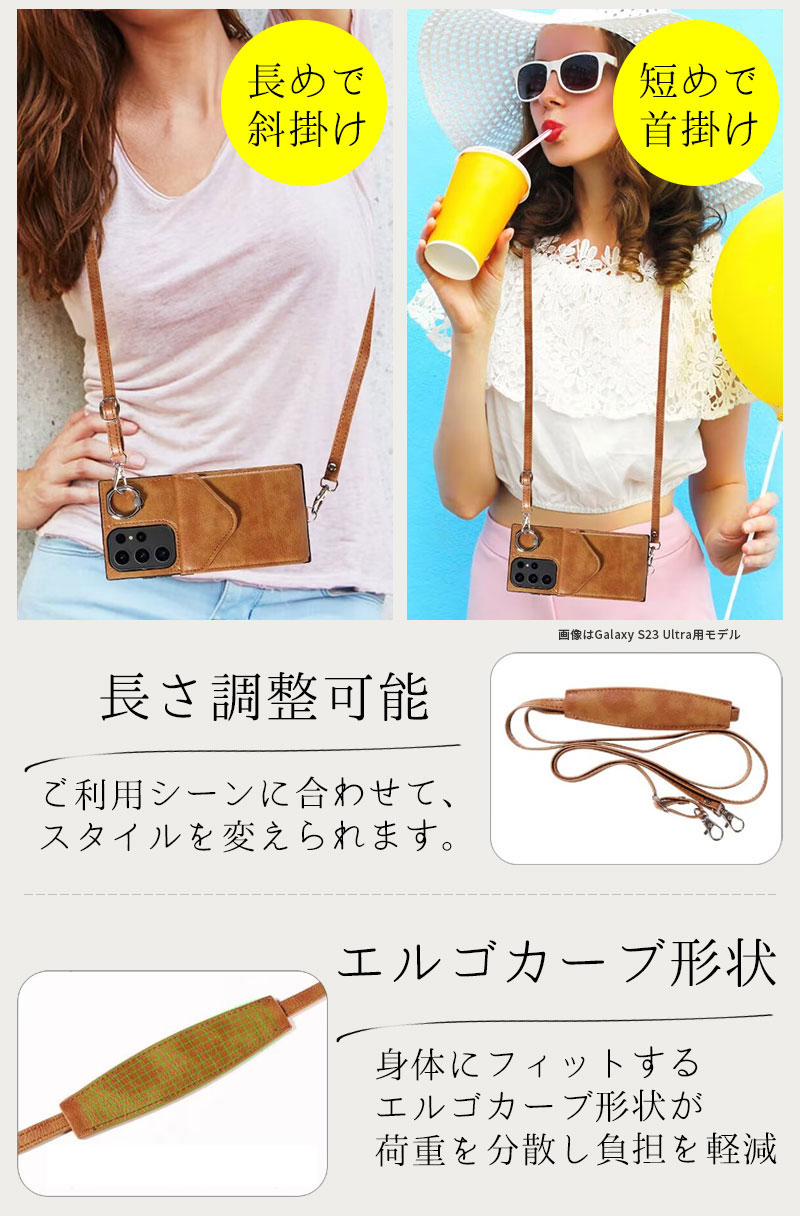 長めで
斜掛け
短めで
首掛け
画像はGalaxy S23 Ultra用モデル
長さ調整可能
ご利用シーンに合わせて、
スタイルを変えられます。
エルゴカーブ形状
身体にフィットする
エルゴカーブ形状が
荷重を分散し負担を軽減